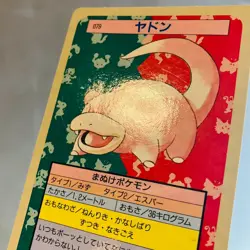 079
ヤドン
まぬけポケモン
タイプ1/みず タイプ2/エスパー
たかさ/1.2メートル おもさ/36キログラム
おもなわざ/ねんりき・かなしばり
ずつき・なきごえ
いつもボーッとしていて
わからない